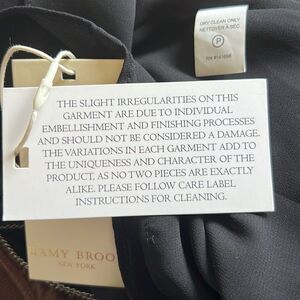 DRY CLEAN ONLY
NETTOYER À SEC
P
THE SLIGHT IRREGULARITIES ON THIS
GARMENT ARE DUE TO INDIVIDUAL
EMBELLISHMENT AND FINISHING PROCESSES
AND SHOULD NOT BE CONSIDERED A DAMAGE.
THE VARIATIONS IN EACH GARMENT ADD TO
THE UNIQUENESS AND CHARACTER OF THE
PRODUCT, AS NO TWO PIECES ARE EXACTLY
ALIKE. PLEASE FOLLOW CARE LABEL
INSTRUCTIONS FOR CLEANING.
RAMY BROO
NEW YORK